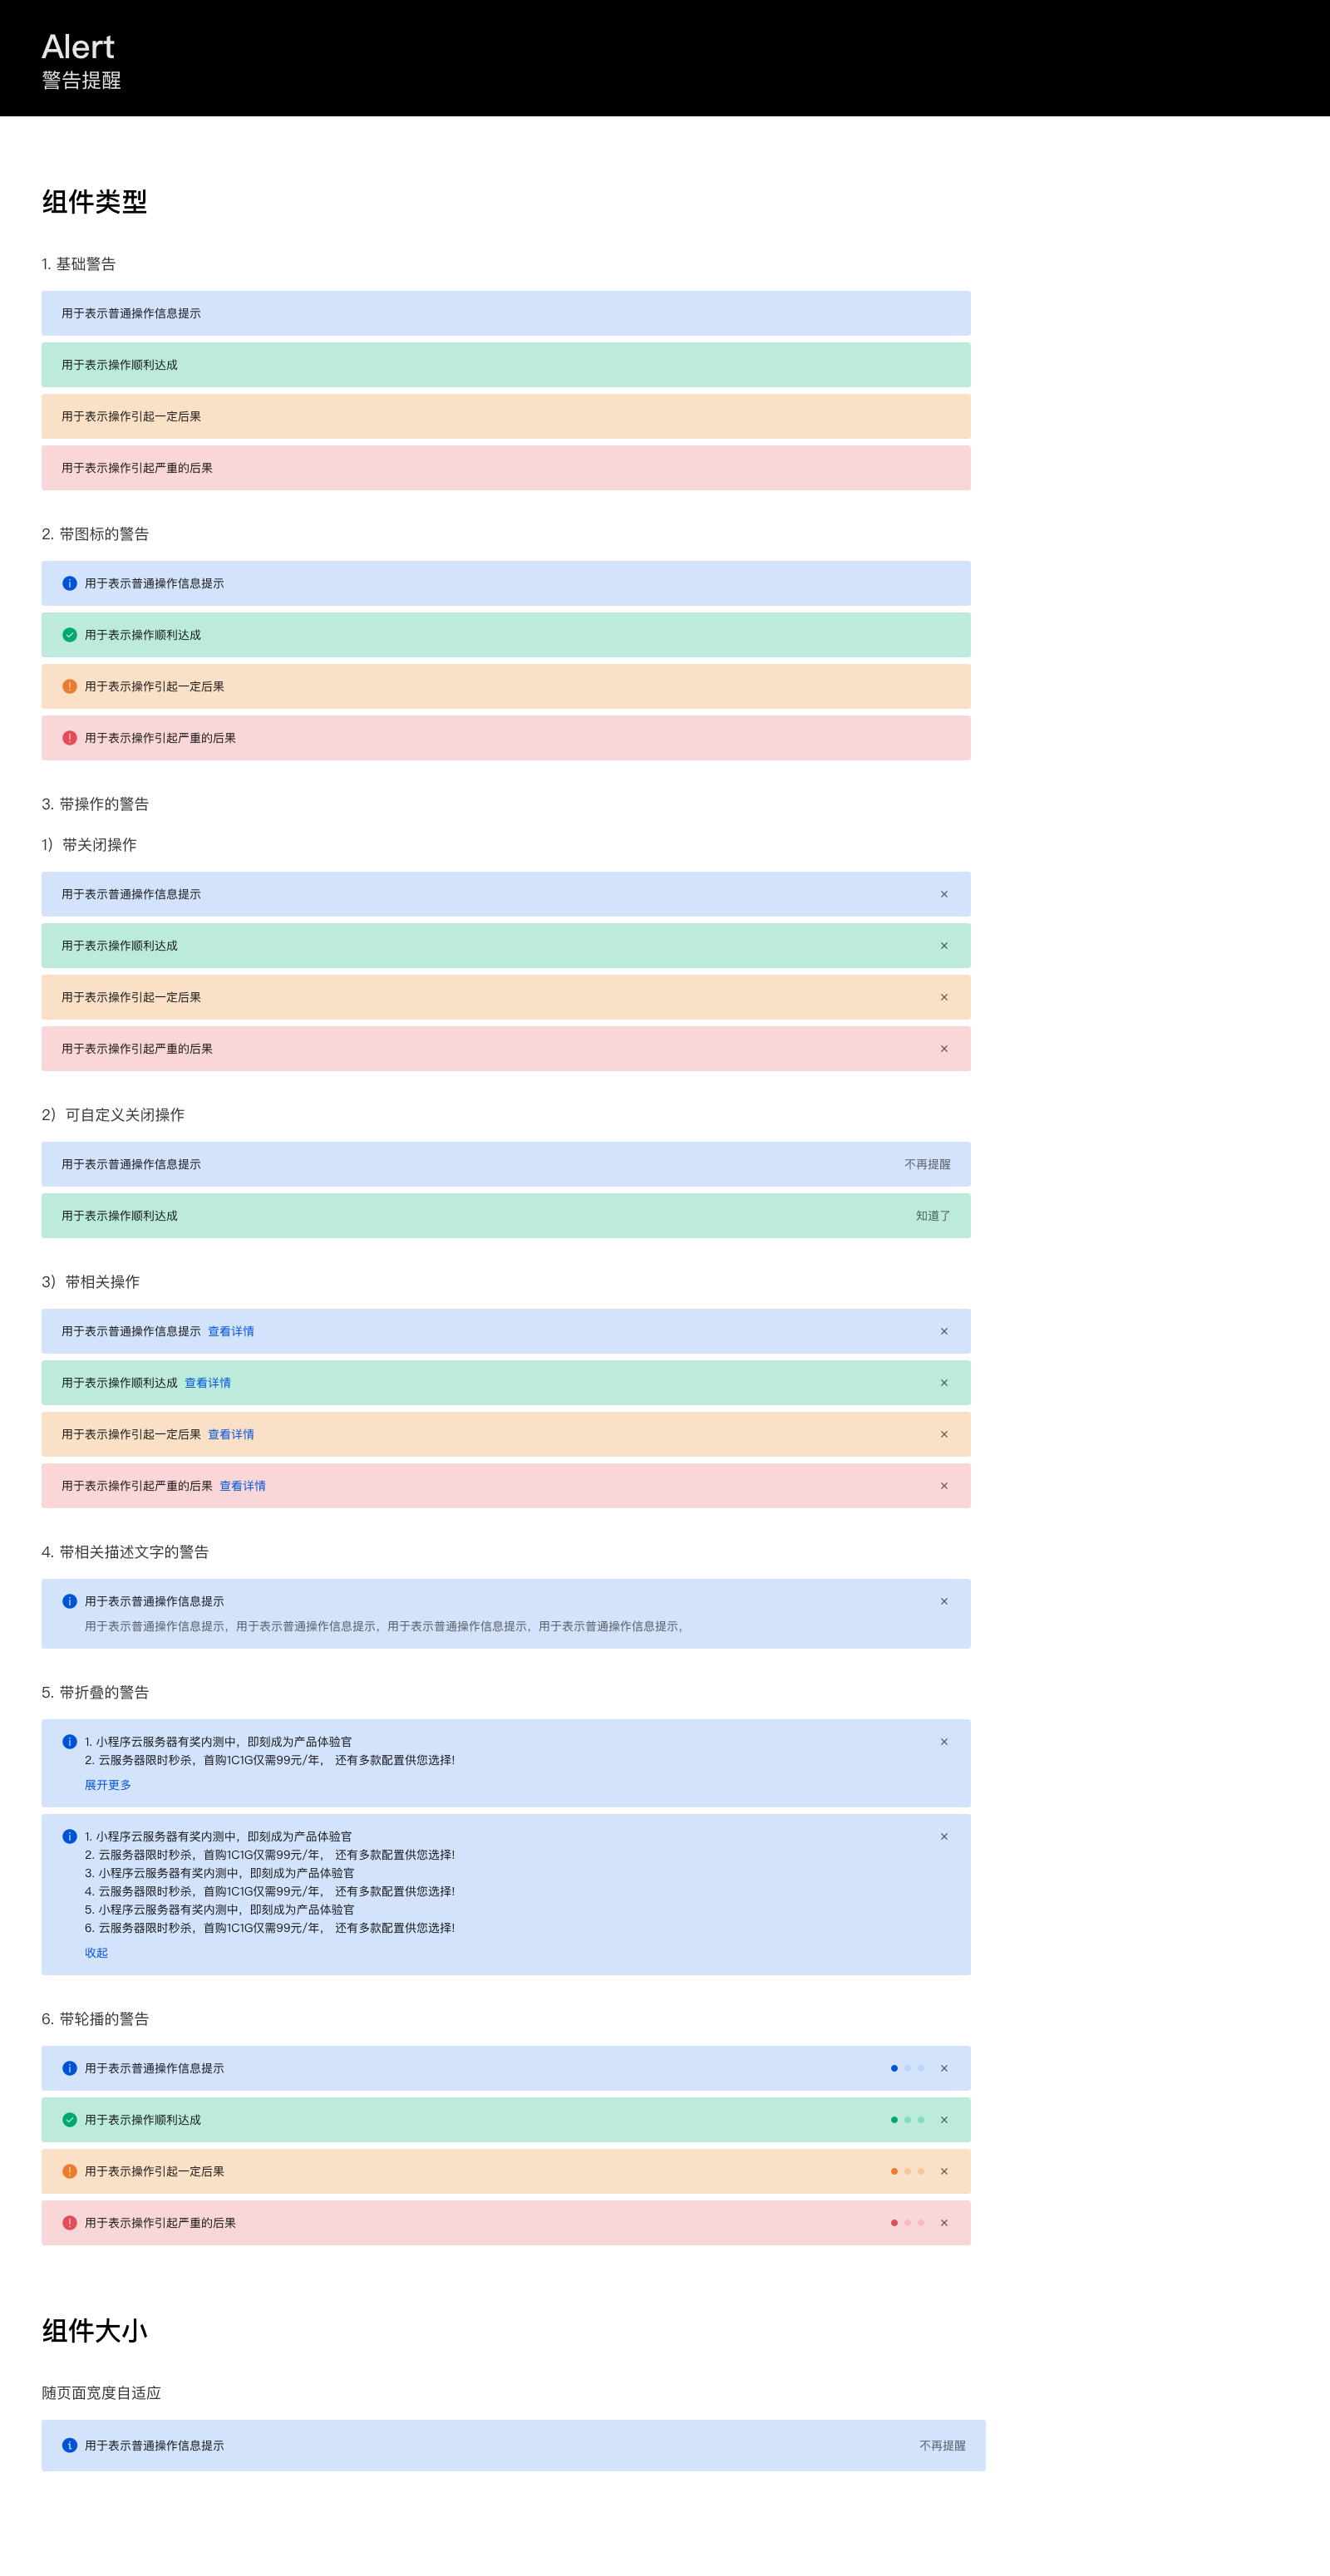 Alert
警告提醒
组件类型
1. 基础警告
用于表示普通操作信息提示
用于表示操作顺利达成
用于表示操作引起一定后果
用于表示操作引起严重的后果
2. 带图标的警告
用于表示普通操作信息提示
用于表示操作顺利达成
用于表示操作引起一定后果
用于表示操作引起严重的后果
3. 带操作的警告
1）带关闭操作
用于表示普通操作信息提示
用于表示操作顺利达成
用于表示操作引起一定后果
用于表示操作引起严重的后果
2）可自定义关闭操作
用于表示普通操作信息提示 不再提醒
用于表示操作顺利达成 知道了
3）带相关操作
用于表示普通操作信息提示 查看详情
用于表示操作顺利达成 查看详情
用于表示操作引起一定后果 查看详情
用于表示操作引起严重的后果 查看详情
4. 带相关描述文字的警告
用于表示普通操作信息提示
用于表示普通操作信息提示，用于表示普通操作信息提示，用于表示普通操作信息提示，用于表示普通操作信息提示，
5. 带折叠的警告
1. 小程序云服务器有奖内测中，即刻成为产品体验官
2. 云服务器限时秒杀，首购1C1G仅需99元/年， 还有多款配置供您选择!
展开更多
1. 小程序云服务器有奖内测中，即刻成为产品体验官
2. 云服务器限时秒杀，首购1C1G仅需99元/年， 还有多款配置供您选择!
3. 小程序云服务器有奖内测中，即刻成为产品体验官
4. 云服务器限时秒杀，首购1C1G仅需99元/年， 还有多款配置供您选择!
5. 小程序云服务器有奖内测中，即刻成为产品体验官
6. 云服务器限时秒杀，首购1C1G仅需99元/年， 还有多款配置供您选择!
收起
6. 带轮播的警告
用于表示普通操作信息提示
用于表示操作顺利达成
用于表示操作引起一定后果
用于表示操作引起严重的后果
组件大小
随页面宽度自适应
用于表示普通操作信息提示 不再提醒